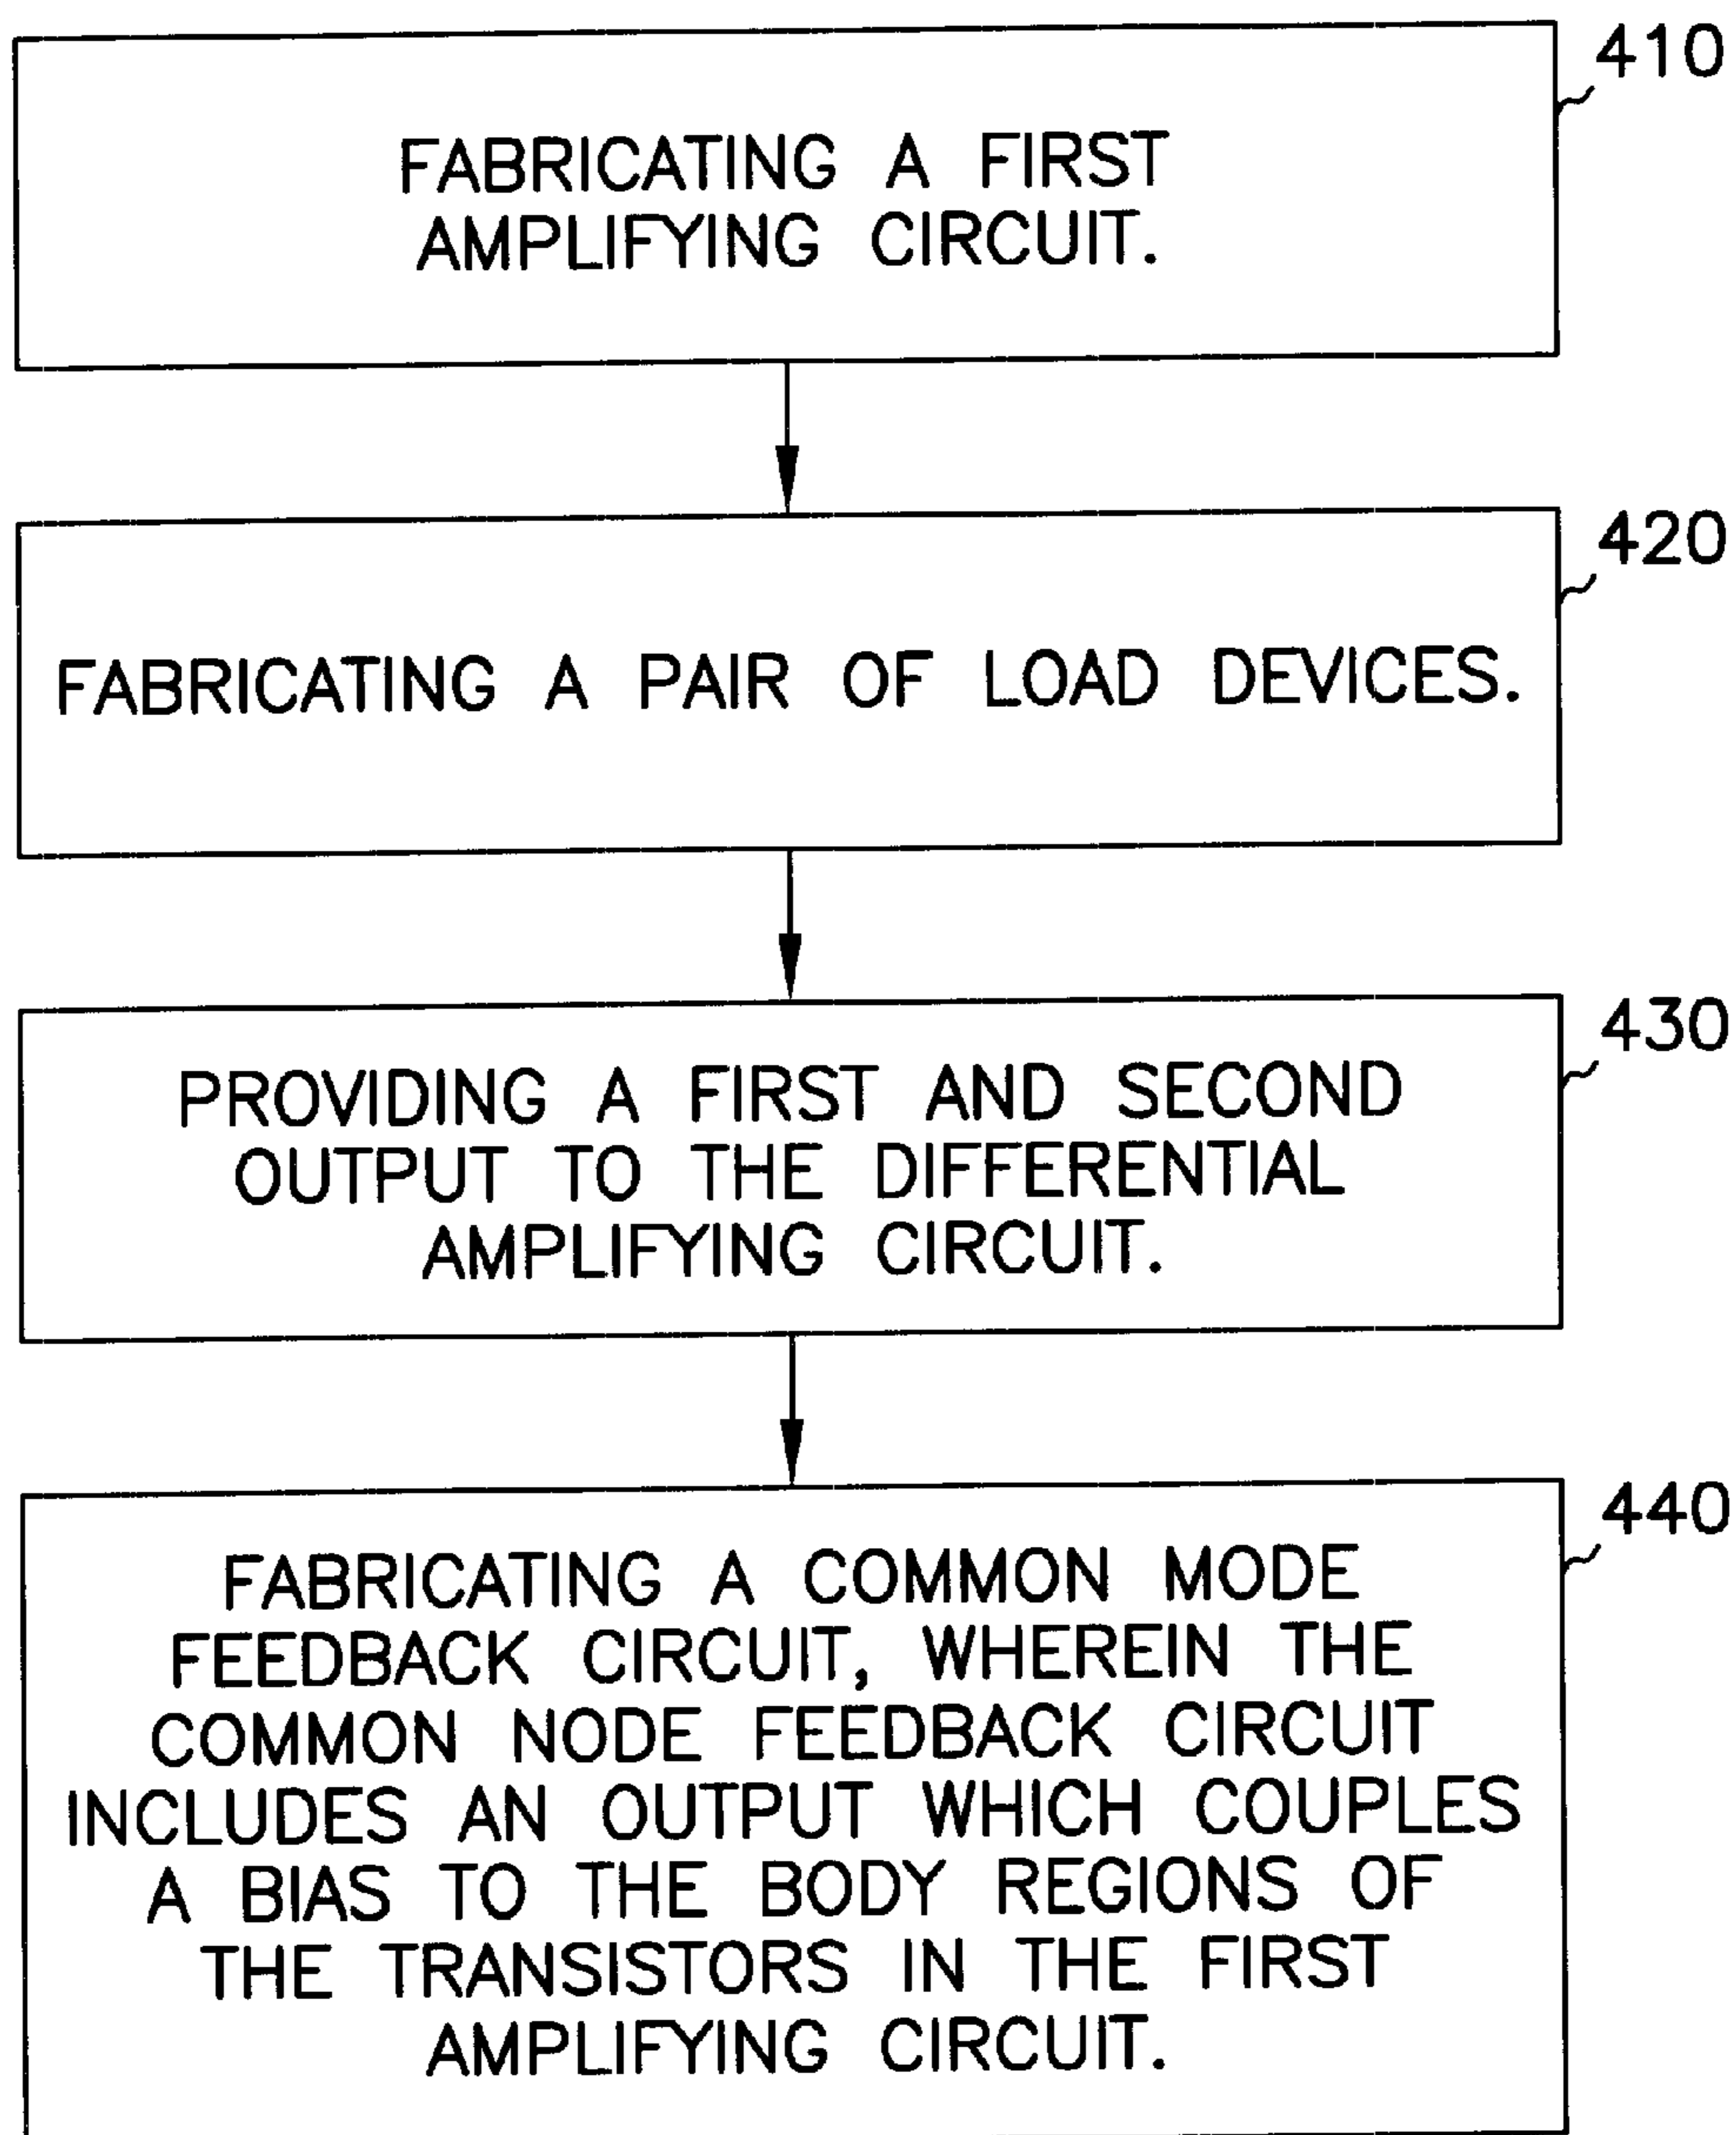 410
FABRICATING A FIRST
AMPLIFYING CIRCUIT.
420
FABRICATING A PAIR OF LOAD DEVICES.
430
PROVIDING A FIRST AND SECOND
OUTPUT TO THE DIFFERENTIAL
AMPLIFYING CIRCUIT.
440
FABRICATING A COMMON MODE
FEEDBACK CIRCUIT, WHEREIN THE
COMMON NODE FEEDBACK CIRCUIT
INCLUDES AN OUTPUT WHICH COUPLES
A BIAS TO THE BODY REGIONS OF
THE TRANSISTORS IN THE FIRST
AMPLIFYING CIRCUIT.